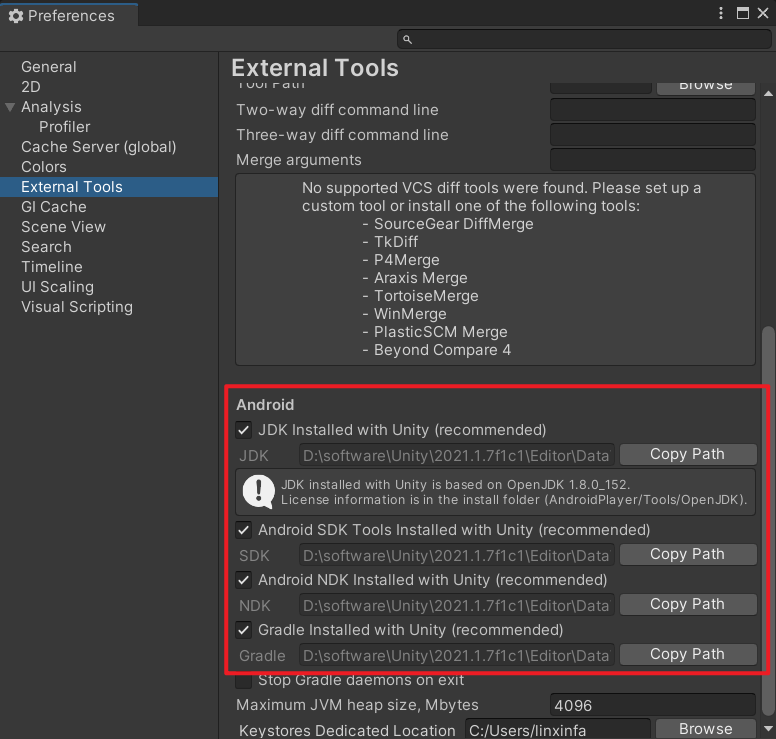 Preferences
General
2D
Analysis
Profiler
Cache Server (global)
Colors
External Tools
GI Cache
Scene View
Search
Timeline
UI Scaling
Visual Scripting
External Tools
Tool Path Browse
Two-way diff command line
Three-way diff command line
Merge arguments
No supported VCS diff tools were found. Please set up a
custom tool or install one of the following tools:
- SourceGear DiffMerge
- TkDiff
- P4Merge
- Araxis Merge
- TortoiseMerge
- WinMerge
- PlasticSCM Merge
- Beyond Compare 4
Android
JDK Installed with Unity (recommended)
JDK D:\software\Unity\2021.1.7f1c1\Editor\Data Copy Path
JDK installed with Unity is based on OpenJDK 1.8.0_152.
License information is in the install folder (AndroidPlayer/Tools/OpenJDK).
Android SDK Tools Installed with Unity (recommended)
SDK D:\software\Unity\2021.1.7f1c1\Editor\Data Copy Path
Android NDK Installed with Unity (recommended)
NDK D:\software\Unity\2021.1.7f1c1\Editor\Data Copy Path
Gradle Installed with Unity (recommended)
Gradle D:\software\Unity\2021.1.7f1c1\Editor\Data Copy Path
Stop Gradle daemons on exit
Maximum JVM heap size, Mbytes 4096
Keystores Dedicated Location C:/Users/linxinfa Browse